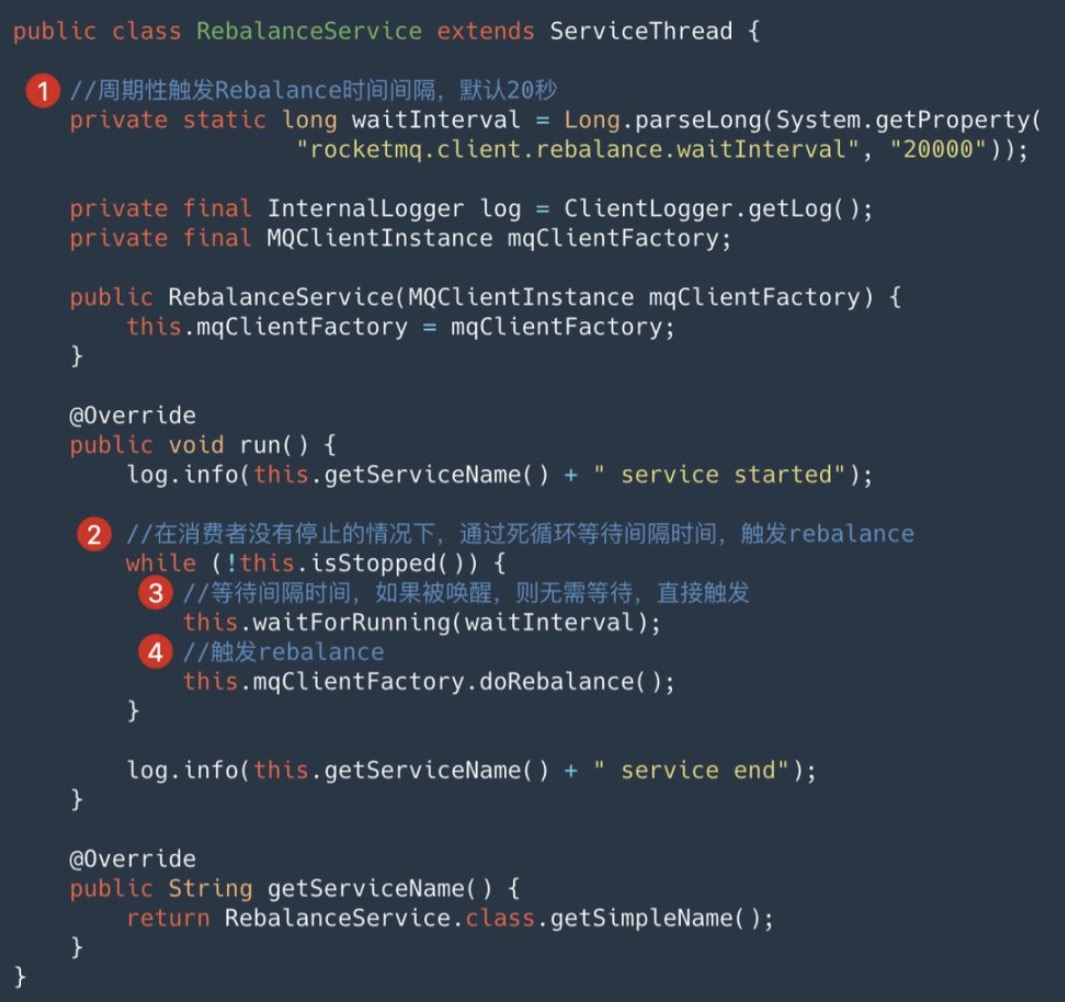 public class RebalanceService extends ServiceThread {
1 //周期性触发Rebalance时间间隔，默认20秒
private static long waitInterval = Long.parseLong(System.getProperty(
"rocketmq.client.rebalance.waitInterval", "20000"));
private final InternalLogger log = ClientLogger.getLog();
private final MQClientInstance mqClientFactory;
public RebalanceService(MQClientInstance mqClientFactory) {
this.mqClientFactory = mqClientFactory;
}
@Override
public void run() {
log.info(this.getServiceName() + " service started");
2 //在消费者没有停止的情况下，通过死循环等待间隔时间，触发rebalance
while (!this.isStopped()) {
3 //等待间隔时间，如果被唤醒，则无需等待，直接触发
this.waitForRunning(waitInterval);
4 //触发rebalance
this.mqClientFactory.doRebalance();
}
log.info(this.getServiceName() + " service end");
}
@Override
public String getServiceName() {
return RebalanceService.class.getSimpleName();
}
}